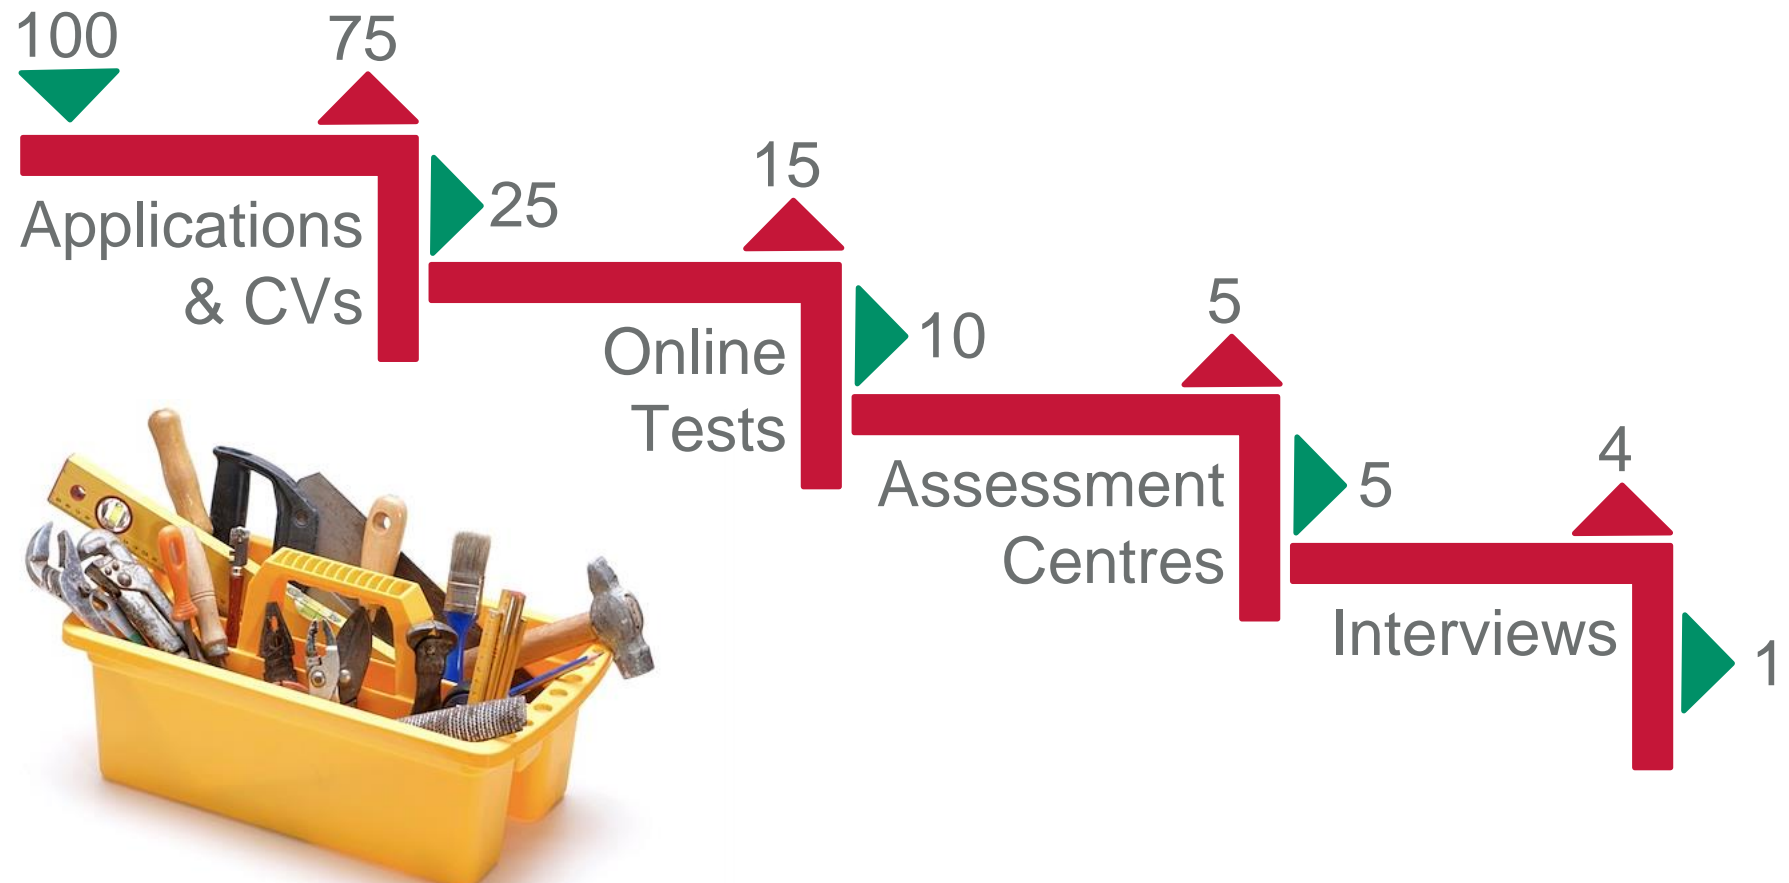 100
75
Applications
& CVs
25
15
Online
Tests
10
5
Assessment
Centres
5
4
Interviews
1